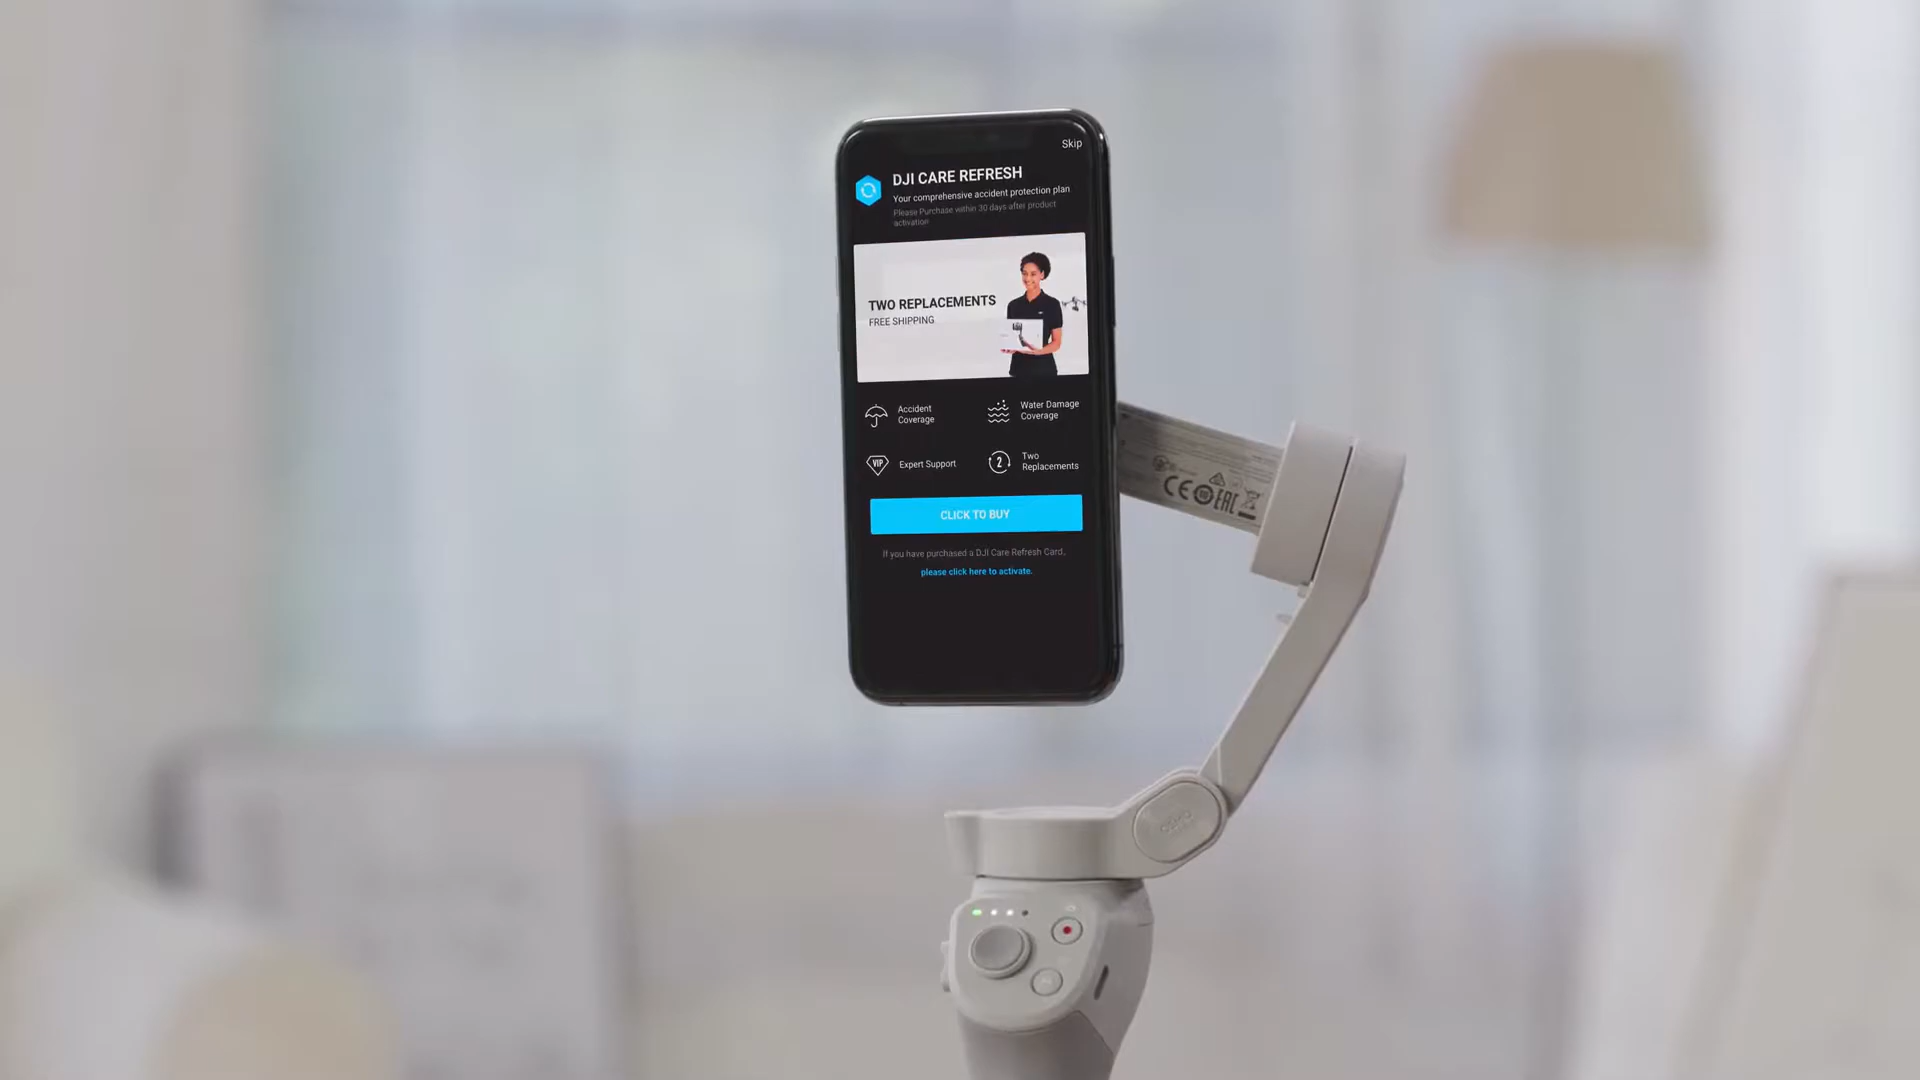 Skip
DJI CARE REFRESH
Your comprehensive accident protection plan
Please Purchase within 30 days after product
activation
TWO REPLACEMENTS
FREE SHIPPING
Accident
Coverage
Water Damage
Coverage
VIP
Expert Support
2
Two
Replacements
CLICK TO BUY
If you have purchased a DJI Care Refresh Card,
please click here to activate.
CE
EAC